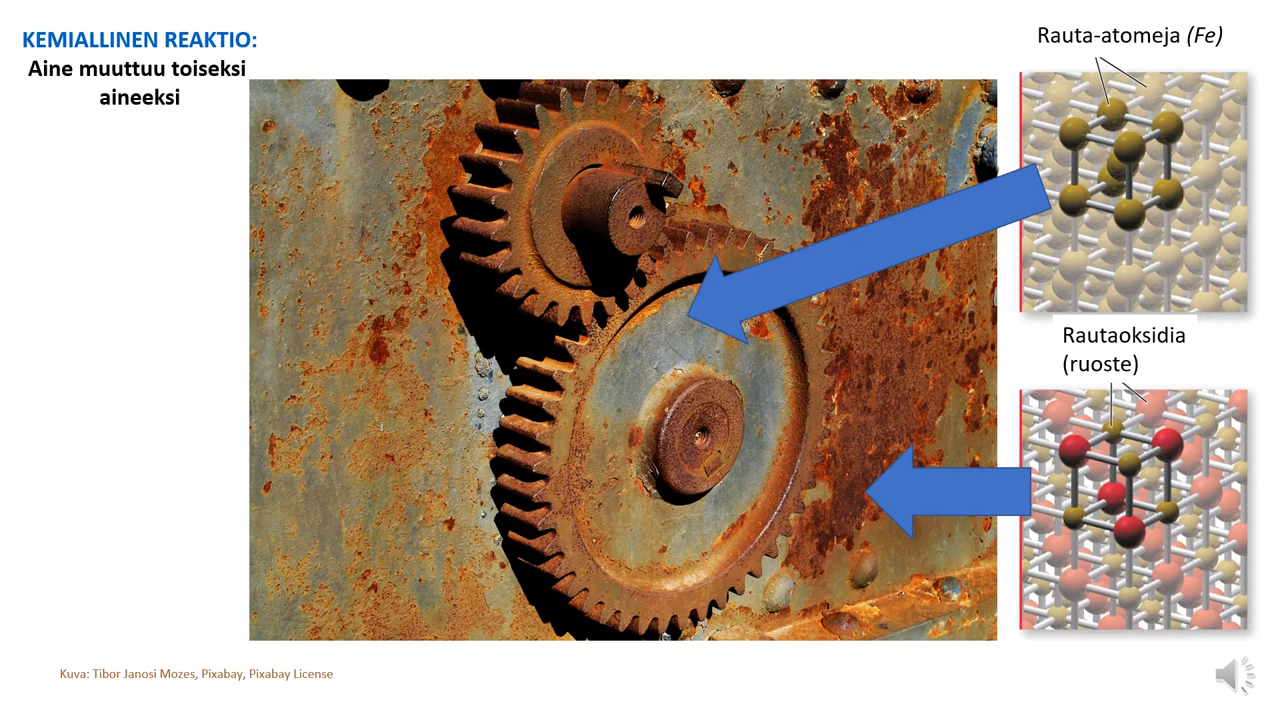 KEMIALLINEN REAKTIO:
Aine muuttuu toiseksi
aineeksi
Rauta-atomeja (Fe)
Rautaoksidia
(ruoste)
Kuva: Tibor Janosi Mozes, Pixabay, Pixabay License